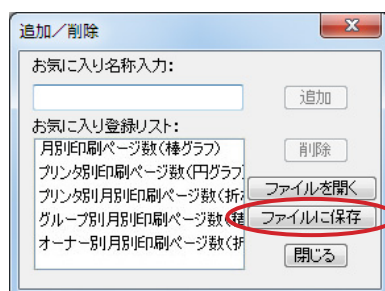 追加／削除
お気に入り名称入力：
追加
お気に入り登録リスト：
月別印刷ページ数(棒グラフ)
削除
プリンタ別印刷ページ数(円グラフ
プリンタ別月別印刷ページ数(折
ファイルを開く
グループ別月別印刷ページ数
ファイルに保存
オーナー別月別印刷ページ数(折
閉じる